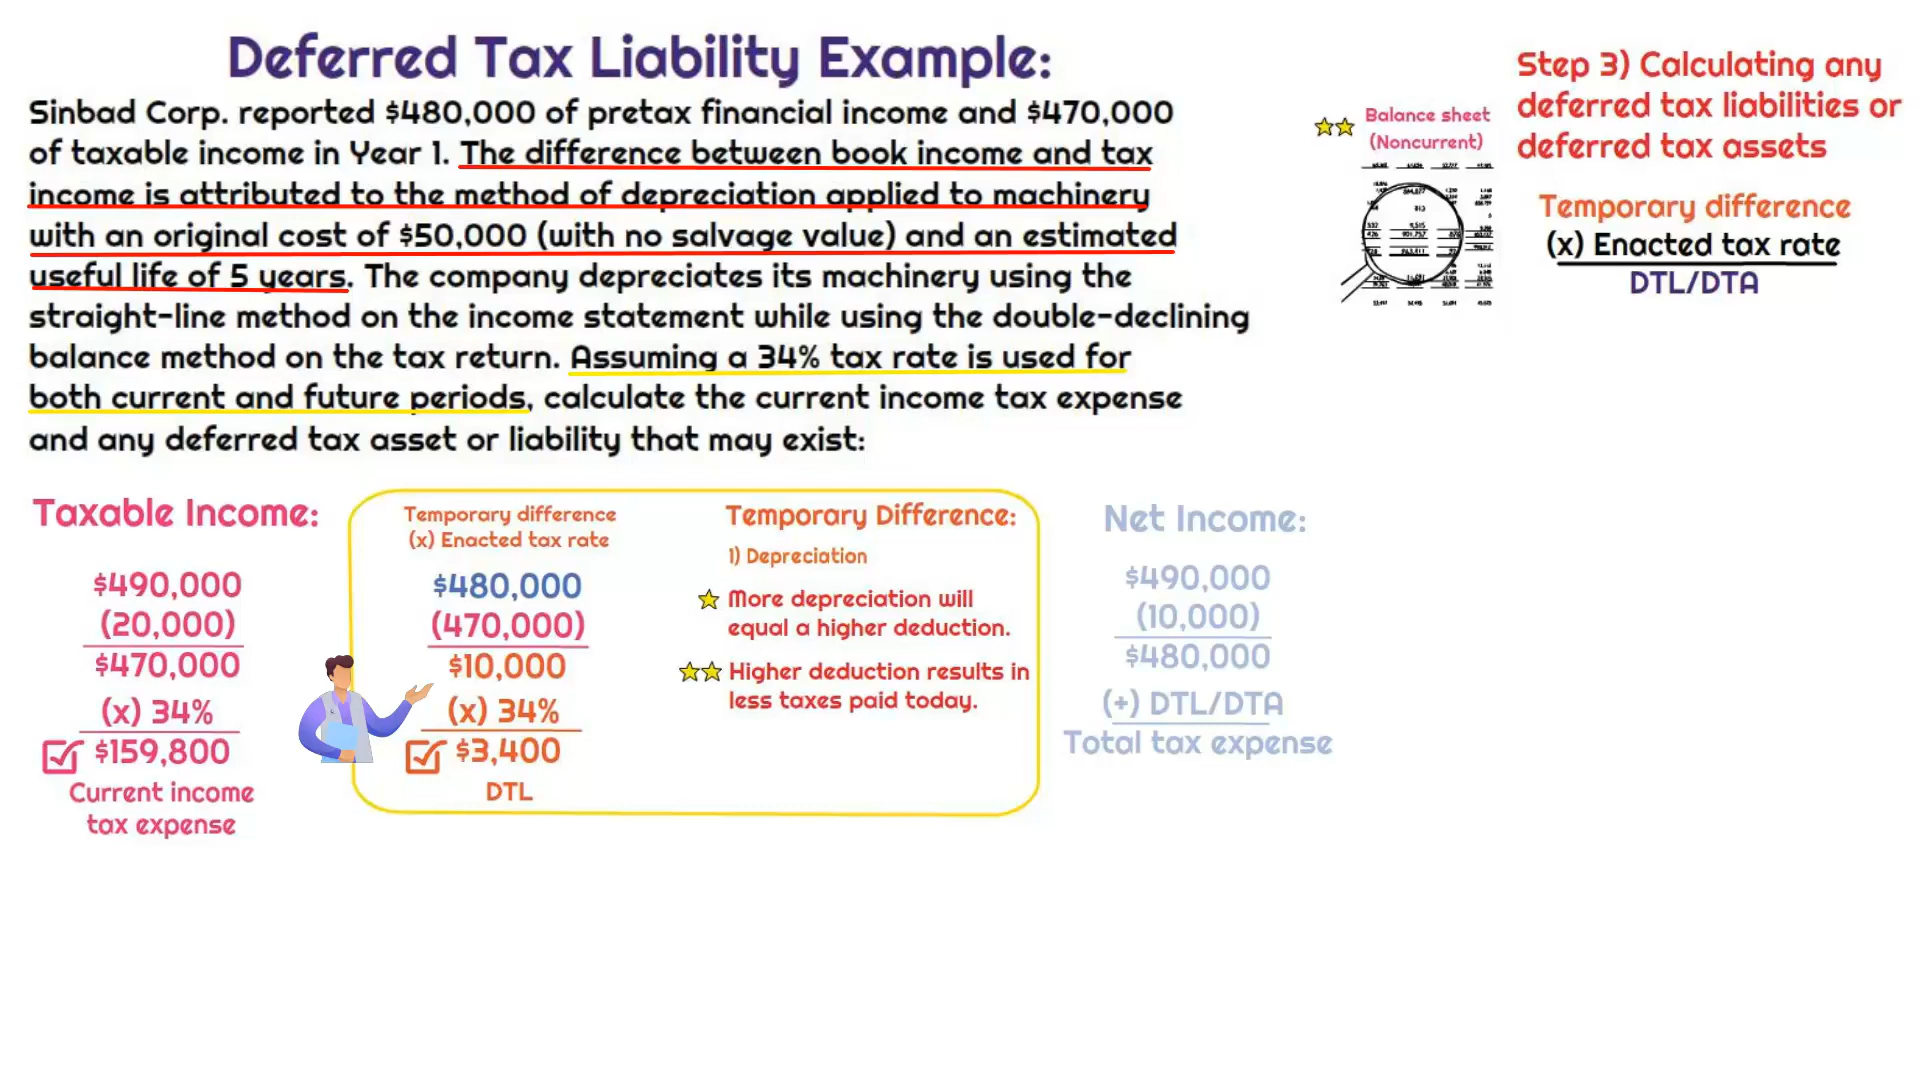 Deferred Tax Liability Example:
Sinbad Corp. reported $480,000 of pretax financial income and $470,000
of taxable income in Year 1. The difference between book income and tax
income is attributed to the method of depreciation applied to machinery
with an original cost of $50,000 (with no salvage value) and an estimated
useful life of 5 years. The company depreciates its machinery using the
straight-line method on the income statement while using the double-declining
balance method on the tax return. Assuming a 34% tax rate is used for
both current and future periods, calculate the current income tax expense
and any deferred tax asset or liability that may exist:
Balance sheet
(Noncurrent)
Step 3) Calculating any
deferred tax liabilities or
deferred tax assets
Temporary difference
(x) Enacted tax rate
DTL/DTA
Taxable Income:
$490,000
(20,000)
$470,000
(x) 34%
$159,800
Current income
tax expense
Temporary difference
(x) Enacted tax rate
$480,000
(470,000)
$10,000
(x) 34%
$3,400
DTL
Temporary Difference:
1) Depreciation
More depreciation will
equal a higher deduction.
Higher deduction results in
less taxes paid today.
Net Income:
$490,000
(10,000)
$480,000
(+) DTL/DTA
Total tax expense